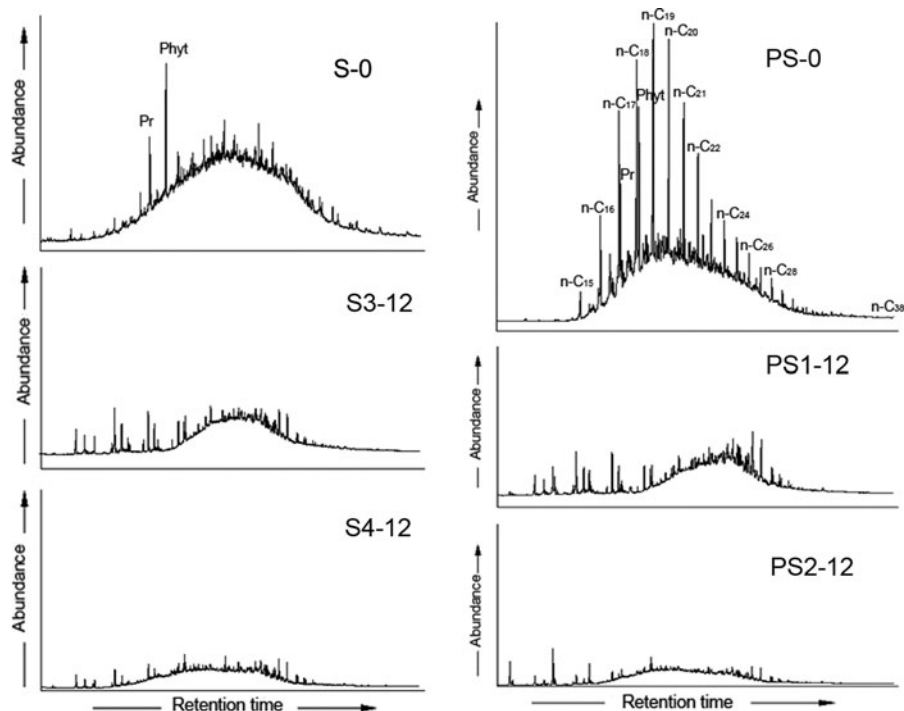 Abundance
Pr
Phyt
S-0
Abundance
S3-12
Abundance
S4-12
Retention time
Abundance
n-C15
n-C16
n-C17
Pr
n-C18
Phyt
n-C19
n-C20
n-C21
n-C22
n-C24
n-C26
n-C28
n-C38
PS-0
Abundance
PS1-12
Abundance
PS2-12
Retention time